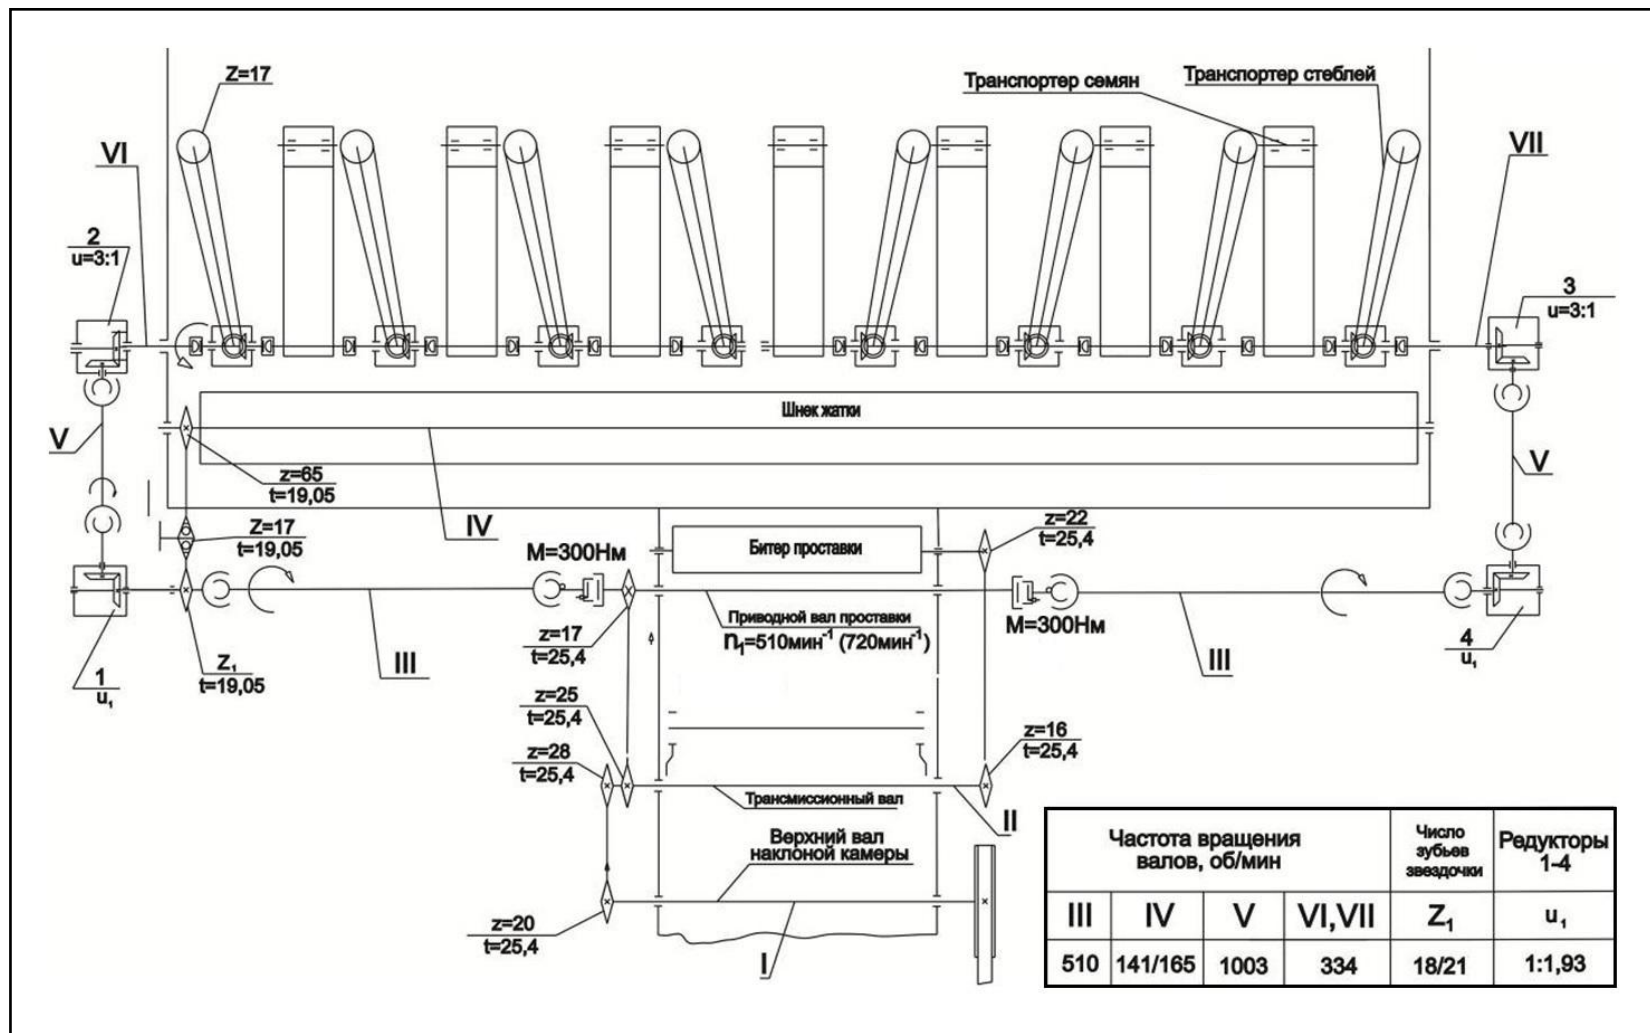 Z=17
Транспортер семян
Транспортер стеблей
VI
VII
2
u=3:1
3
u=3:1
Шнек жатки
V
V
z=65
t=19,05
IV
Z=17
t=19,05
z=22
t=25,4
Битер проставки
М=300Нм
Приводной вал проставки
n₁=510мин⁻¹ (720мин⁻¹)
М=300Нм
z=17
t=25,4
Z₁
t=19,05
III
III
1
u₁
4
u₁
z=25
t=25,4
z=28
t=25,4
z=16
t=25,4
Трансмиссионный вал
II
Верхний вал
наклоной камеры
z=20
t=25,4
I
Частота вращения
валов, об/мин
Число
зубьев
звездочки
Редукторы
1-4
III IV V VI,VII Z₁ u₁
510 141/165 1003 334 18/21 1:1,93